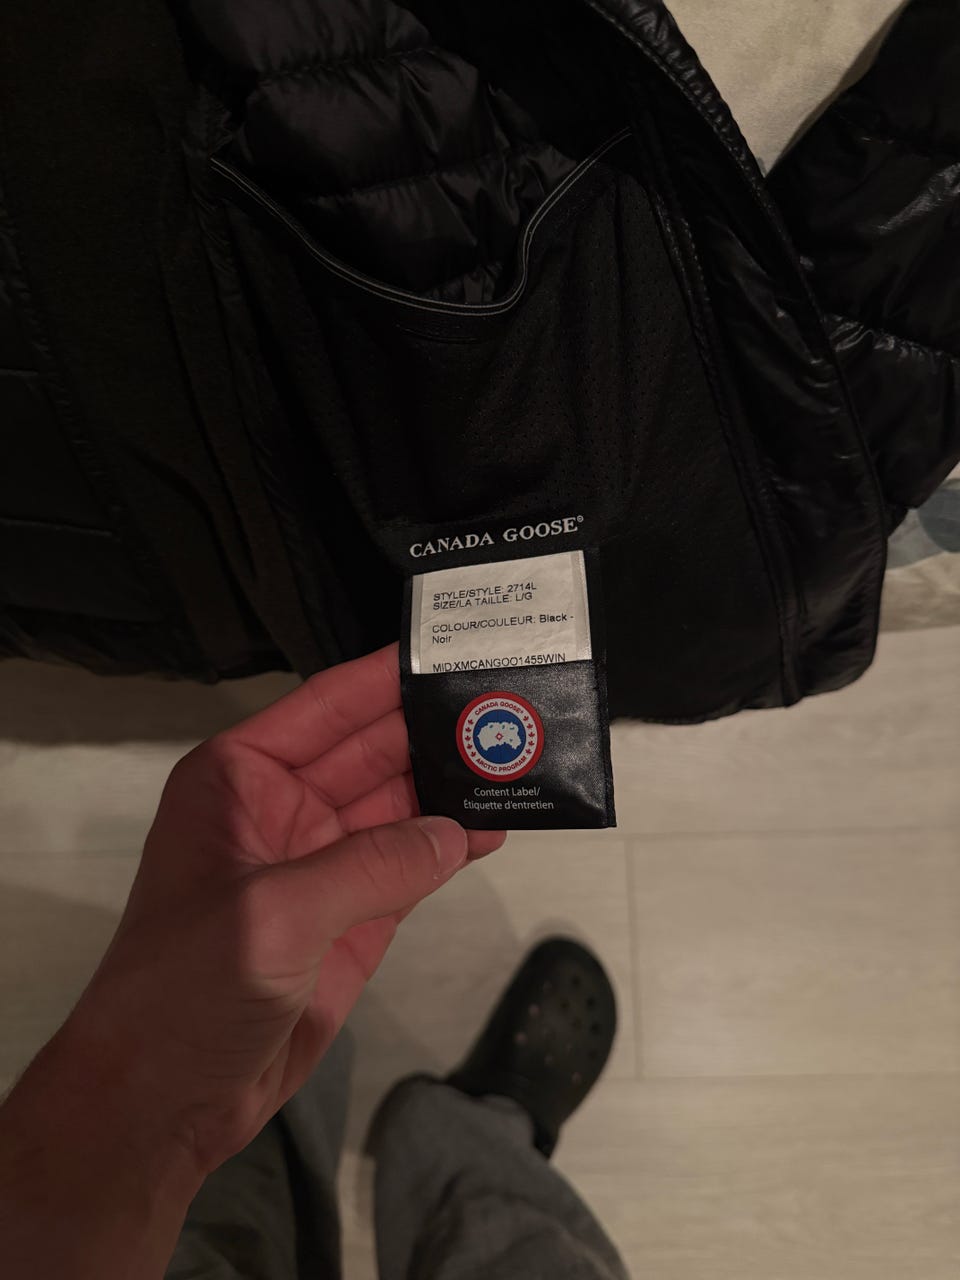 CANADA GOOSE®
STYLE/STYLE: 2714L
SIZE/LA TAILLE: L/G
COLOUR/COULEUR: Black -
Noir
MIDXMCANGOO1455WIN
CANADA GOOSE®
ARCTIC PROGRAM
Content Label/
Étiquette d'entretien